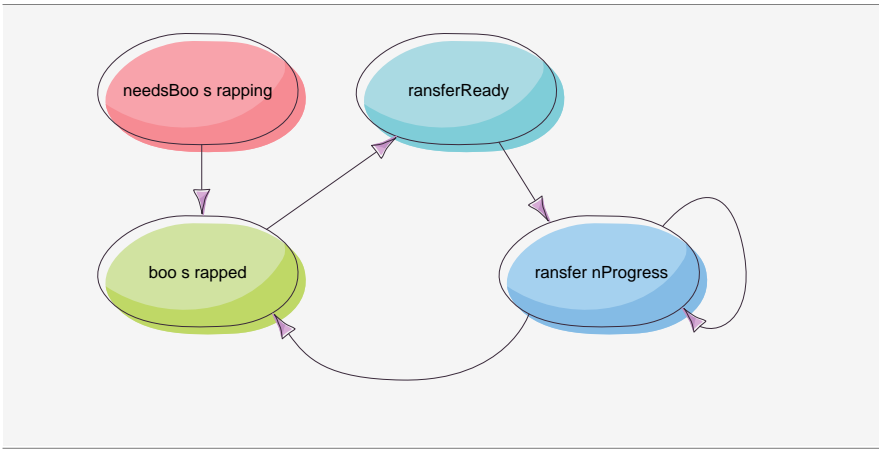 needsBoo s rapping
ransferReady
boo s rapped
ransfer nProgress